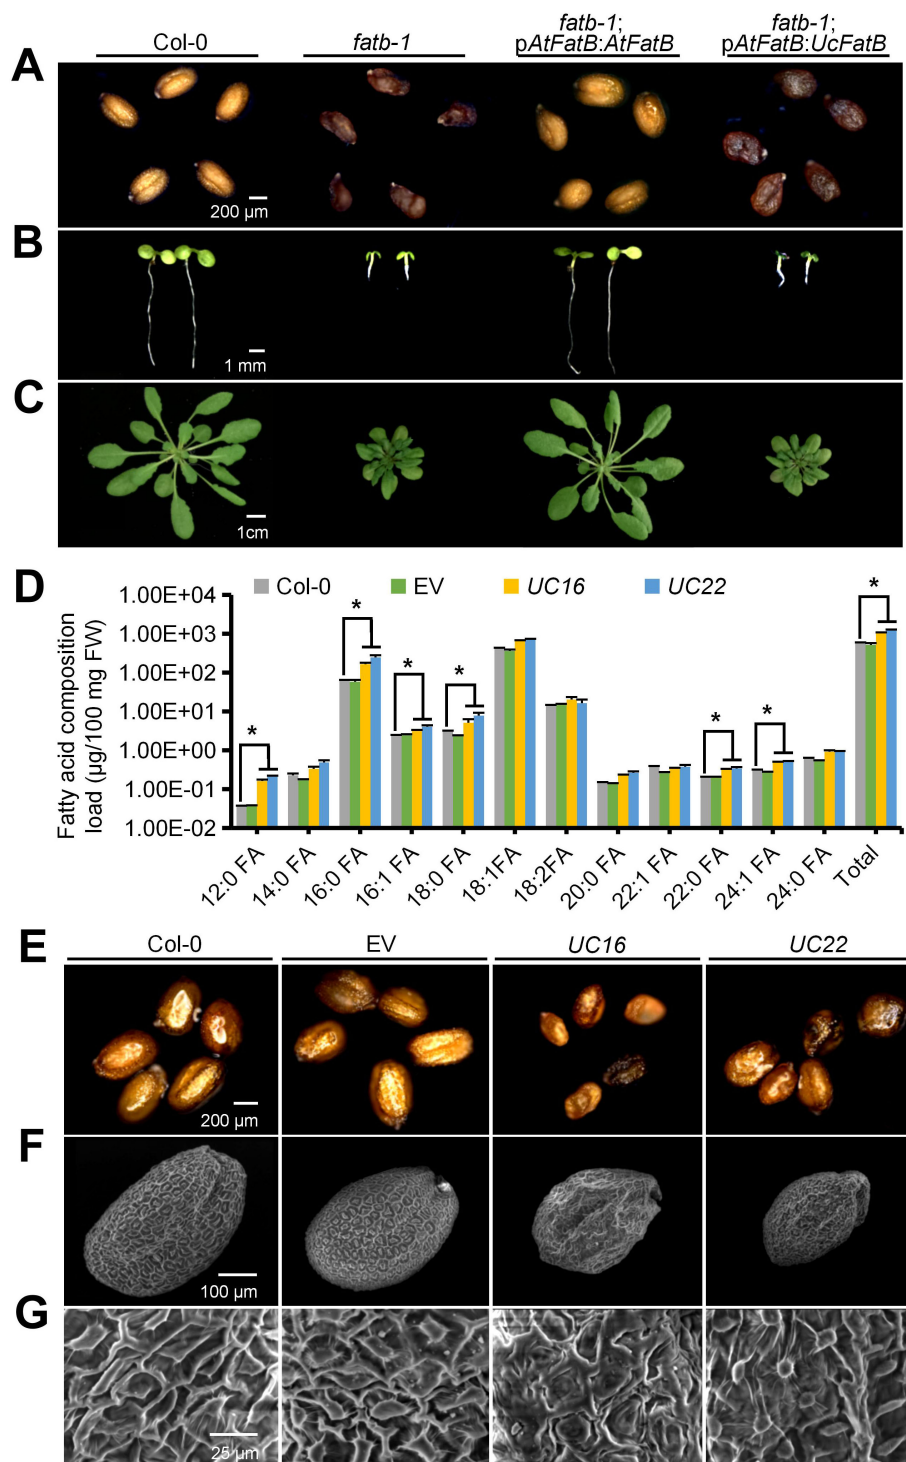 Col-0
fatb-1
fatb-1;
pAtFatB:AtFatB
fatb-1;
pAtFatB:UcFatB
A
200 µm
B
1 mm
C
1cm
D
Col-0
EV
UC16
UC22
Fatty acid composition
load (µg/100 mg FW)
1.00E+04
1.00E+03
1.00E+02
1.00E+01
1.00E+00
1.00E-01
1.00E-02
*
*
*
*
*
*
*
12:0 FA
14:0 FA
16:0 FA
16:1 FA
18:0 FA
18:1FA
18:2FA
20:0 FA
22:1 FA
22:0 FA
24:1 FA
24:0 FA
Total
E
Col-0
EV
UC16
UC22
200 µm
F
100 µm
G
25 µm